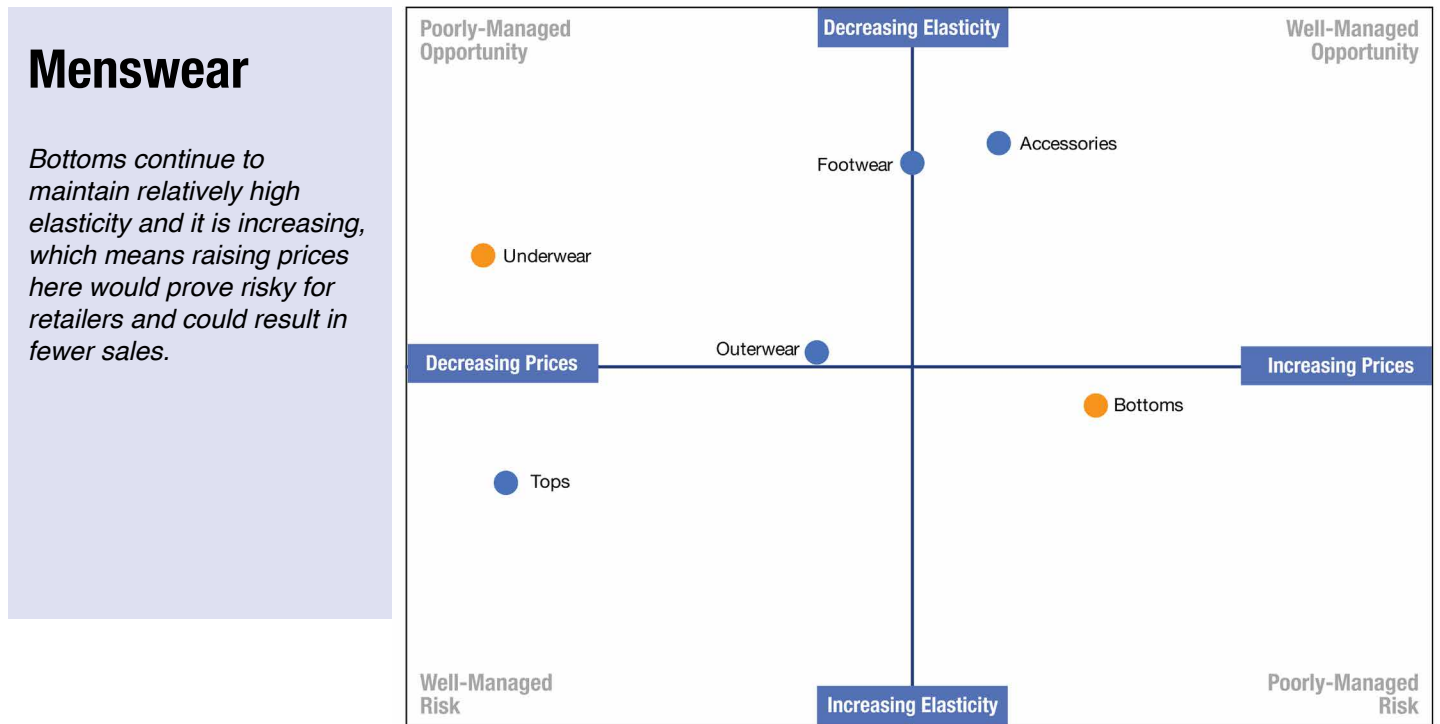 Menswear
Bottoms continue to
maintain relatively high
elasticity and it is increasing,
which means raising prices
here would prove risky for
retailers and could result in
fewer sales.
Poorly-Managed
Opportunity
Decreasing Elasticity
Well-Managed
Opportunity
Accessories
Footwear
Underwear
Outerwear
Decreasing Prices
Increasing Prices
Bottoms
Tops
Well-Managed
Risk
Increasing Elasticity
Poorly-Managed
Risk